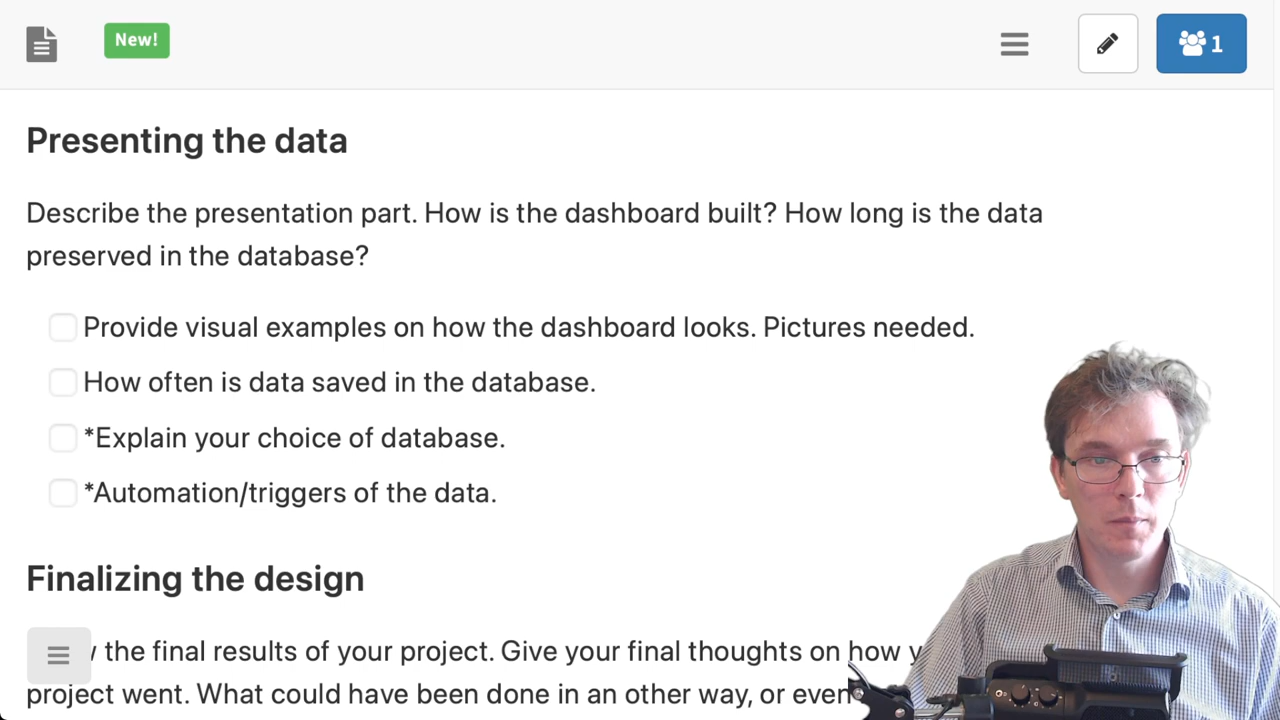 New!
1
Presenting the data
Describe the presentation part. How is the dashboard built? How long is the data
preserved in the database?
Provide visual examples on how the dashboard looks. Pictures needed.
How often is data saved in the database.
*Explain your choice of database.
*Automation/triggers of the data.
Finalizing the design
the final results of your project. Give your final thoughts on how
project went. What could have been done in an other way, or even